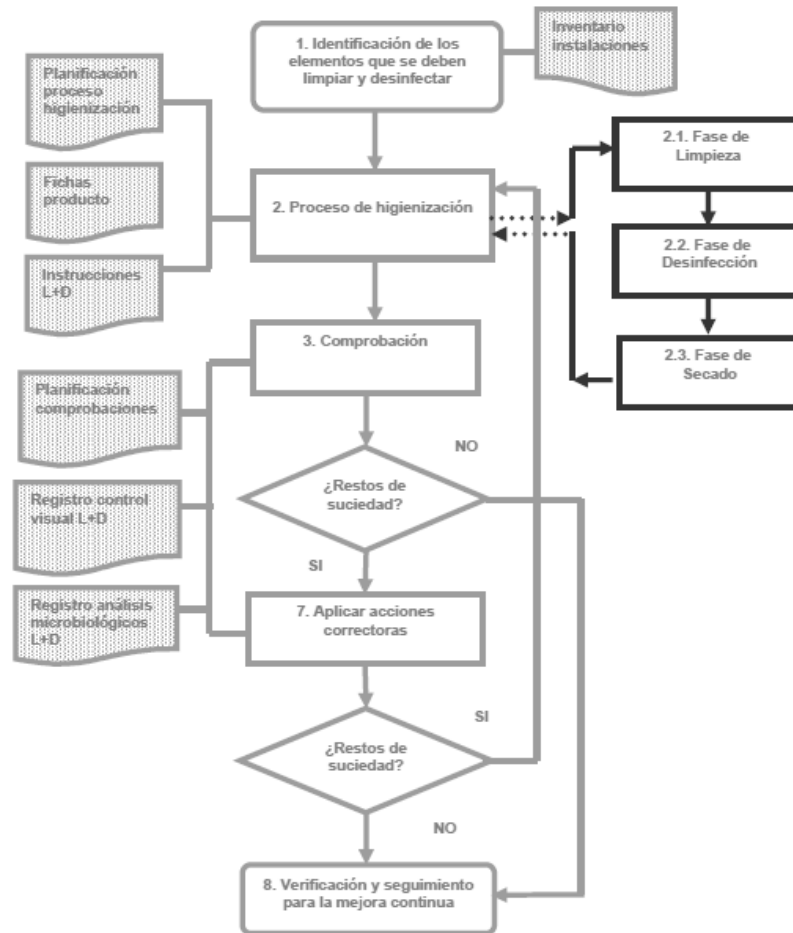 1. Identificación de los
elementos que se deben
limpiar y desinfectar
Inventario
instalaciones
Planificación
proceso
higienización
Fichas
producto
Instrucciones
L+D
2. Proceso de higienización
2.1. Fase de
Limpieza
2.2. Fase de
Desinfección
2.3. Fase de
Secado
3. Comprobación
Planificación
comprobaciones
Registro control
visual L+D
Registro análisis
microbiológicos
L+D
¿Restos de
suciedad?
NO
SI
7. Aplicar acciones
correctoras
¿Restos de
suciedad?
SI
NO
8. Verificación y seguimiento
para la mejora continua